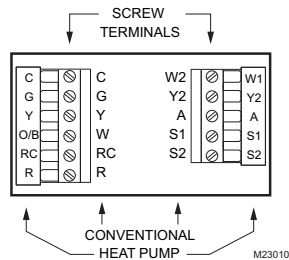 SCREW
TERMINALS
C C W2 W1
G G Y2 Y2
Y Y A A
O/B W S1 S1
RC RC S2 S2
R R
CONVENTIONAL
HEAT PUMP
M23010